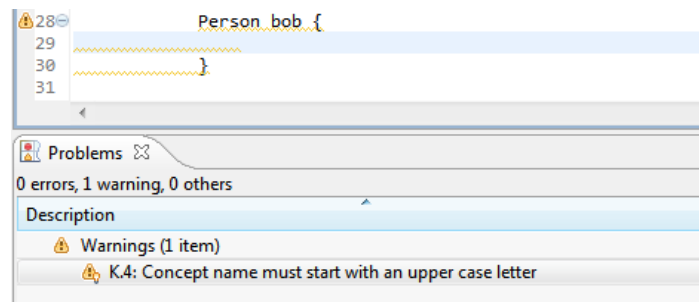 28 Person bob {
29
30 }
31
Problems
0 errors, 1 warning, 0 others
Description
Warnings (1 item)
K.4: Concept name must start with an upper case letter